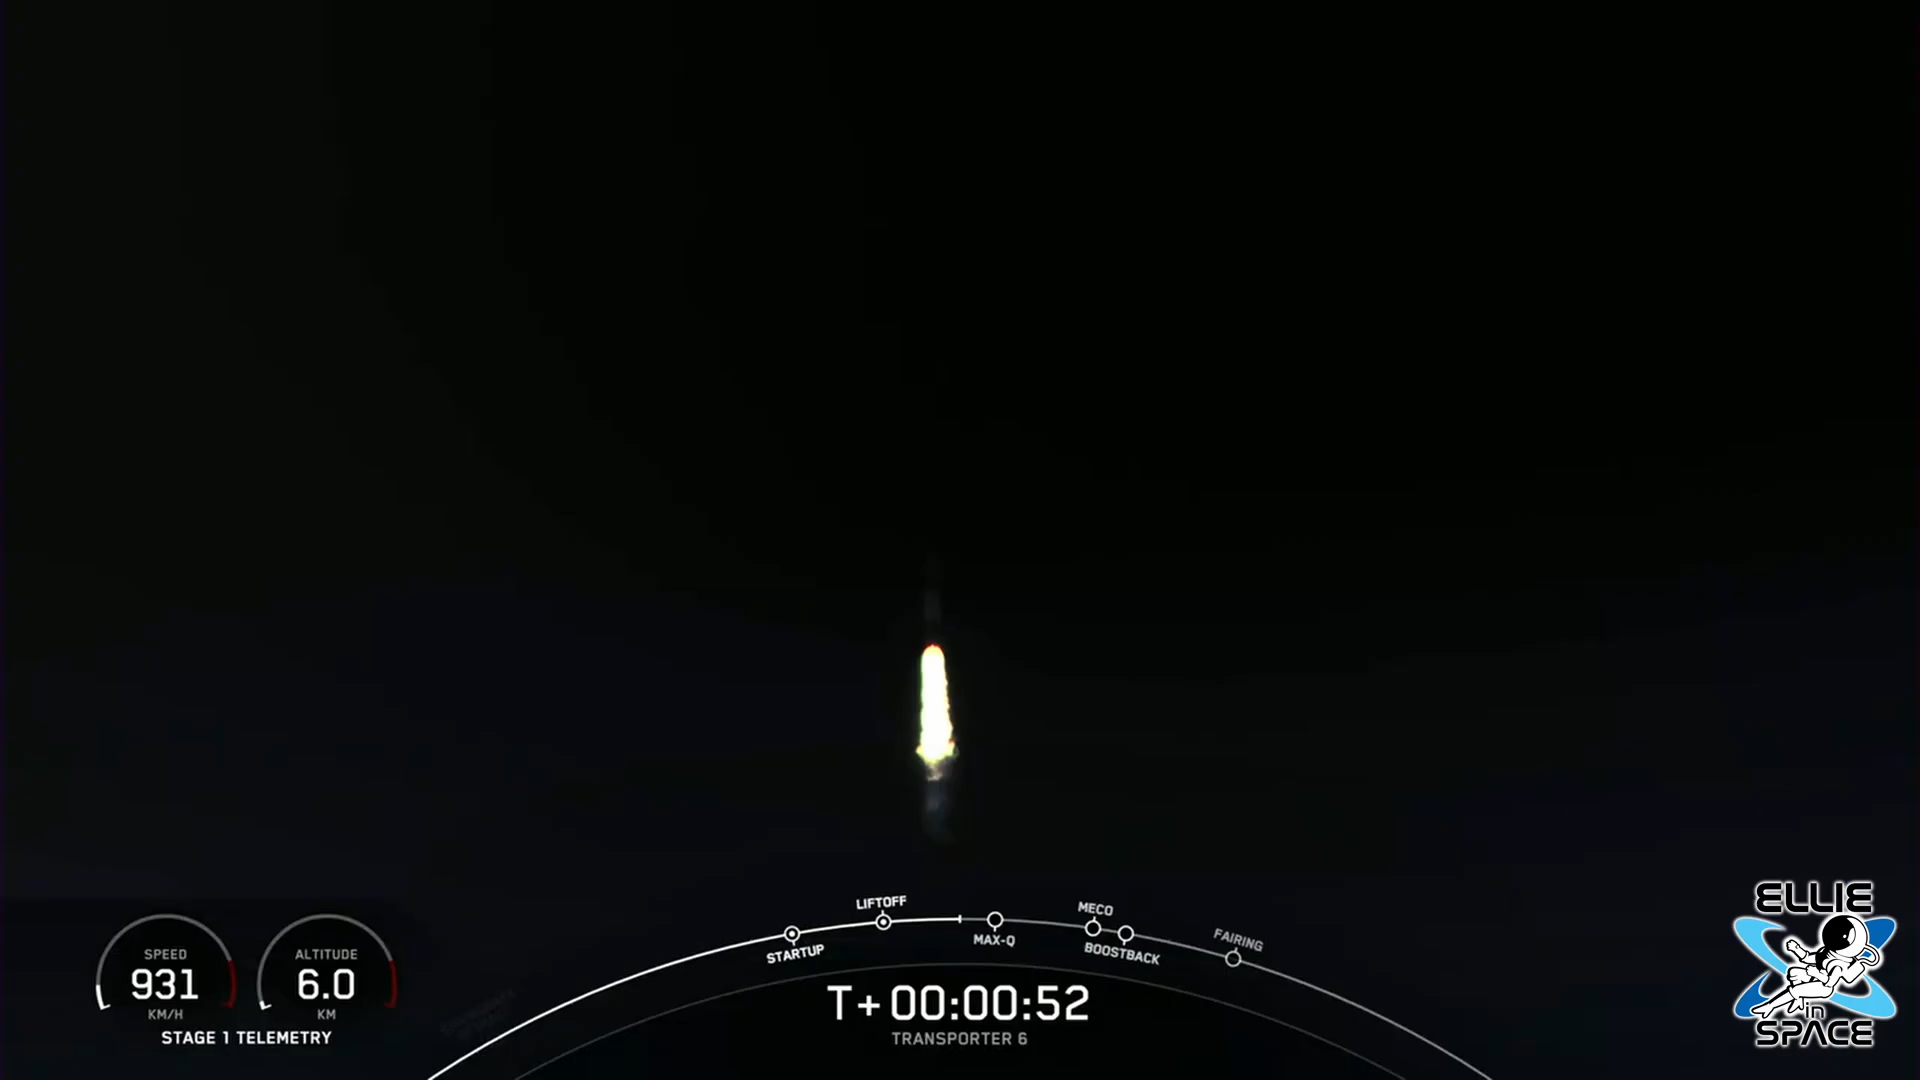 LIFTOFF
MECO
STARTUP
MAX-Q
BOOSTBACK
FAIRING
SPEED
931
KM/H
ALTITUDE
6.0
KM
STAGE 1 TELEMETRY
T+00:00:52
TRANSPORTER 6
ELLIE
in
SPACE